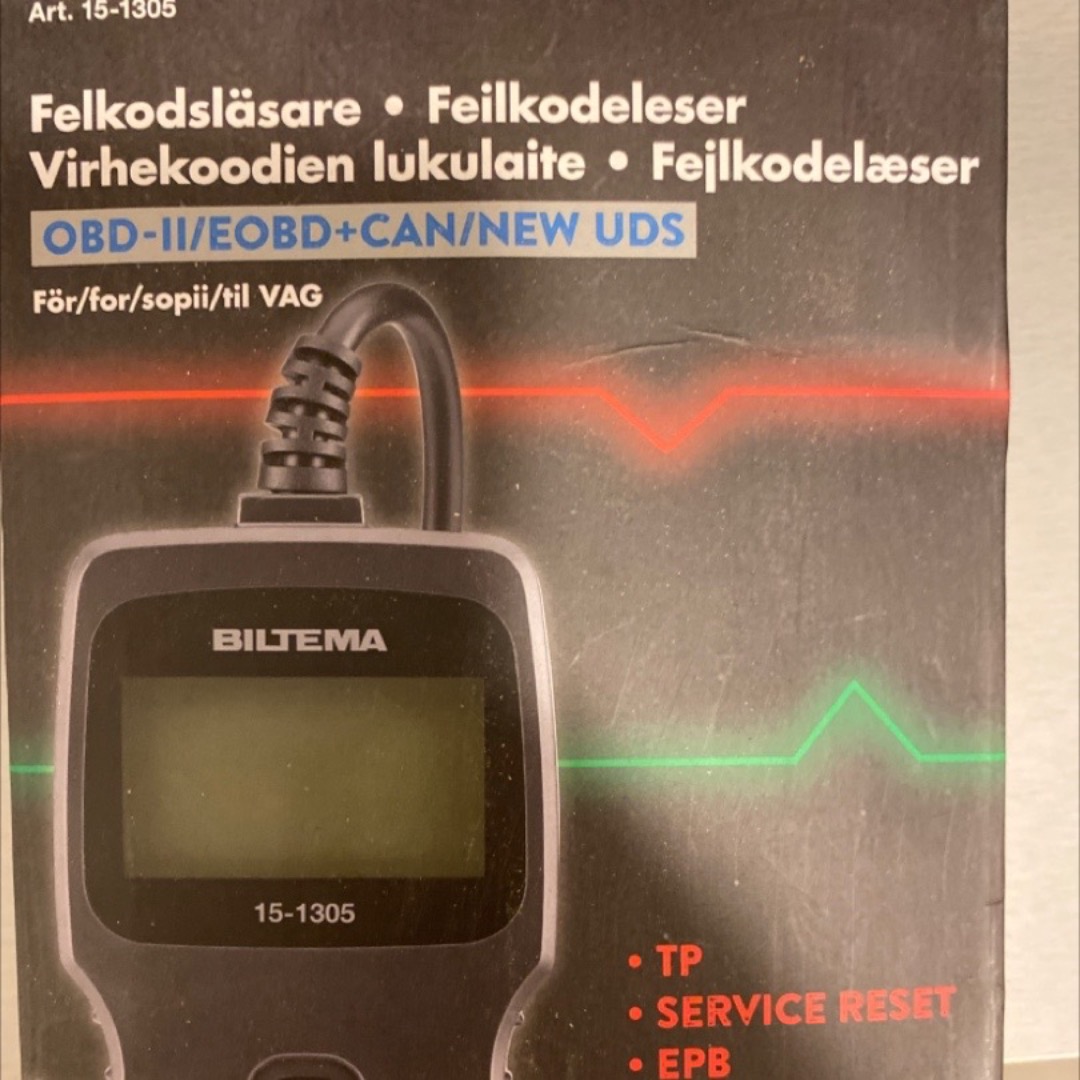 Art. 15-1305
Felkodsläsare • Feilkodeleser
Virhekoodien lukulaite • Fejlkodelæser
OBD-II/EOBD+CAN/NEW UDS
För/for/sopii/til VAG
BILTEMA
15-1305
• TP
• SERVICE RESET
• EPB